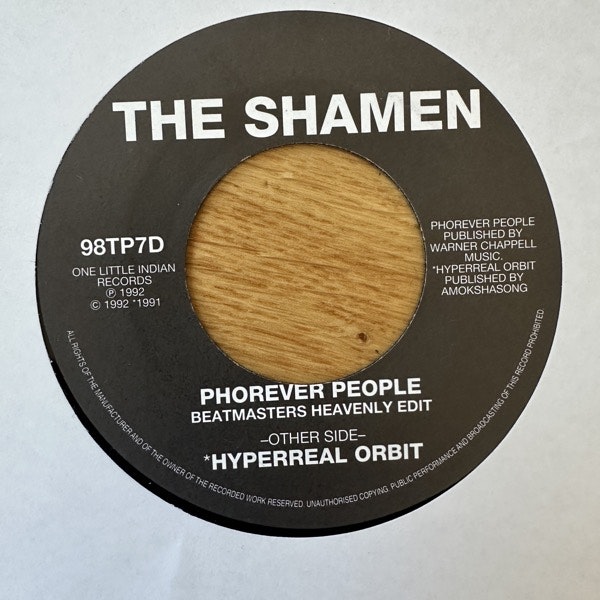 THE SHAMEN
98TP7D
ONE LITTLE INDIAN
RECORDS
℗ 1992
© 1992 *1991
PHOREVER PEOPLE
PUBLISHED BY
WARNER CHAPPELL
MUSIC.
*HYPERREAL ORBIT
PUBLISHED BY
AMOKSHASONG
PHOREVER PEOPLE
BEATMASTERS HEAVENLY EDIT
–OTHER SIDE–
*HYPERREAL ORBIT
ALL RIGHTS OF THE MANUFACTURER AND OF THE OWNER OF THE RECORDED WORK RESERVED. UNAUTHORISED COPYING, PUBLIC PERFORMANCE AND BROADCASTING OF THIS RECORD PROHIBITED